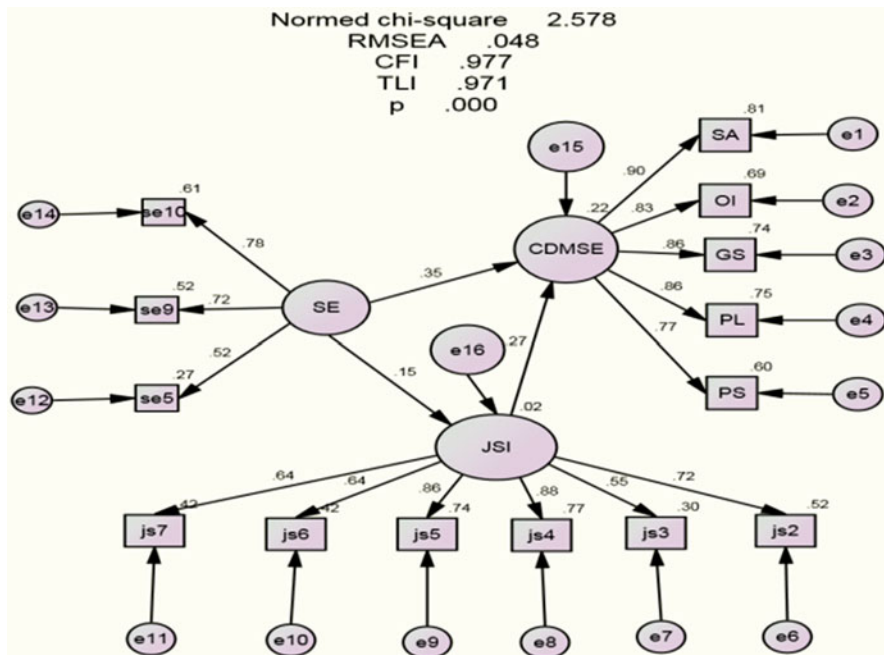 Normed chi-square 2.578
RMSEA .048
CFI .977
TLI .971
p .000
.81
e15 SA e1
.61 .90 .69
e14 se10 .22 .83 OI e2
.78 CDMSE .74
.86 GS e3
.52 .35
e13 se9 .72 SE .86 .75
PL e4
.52 e16 .27 .77
.27 .15 .60
e12 se5 .02 PS e5
JSI
.64 .64 .86 .88 .55 .72
.42 .42 .74 .77 .30 .52
js7 js6 js5 js4 js3 js2
e11 e10 e9 e8 e7 e6